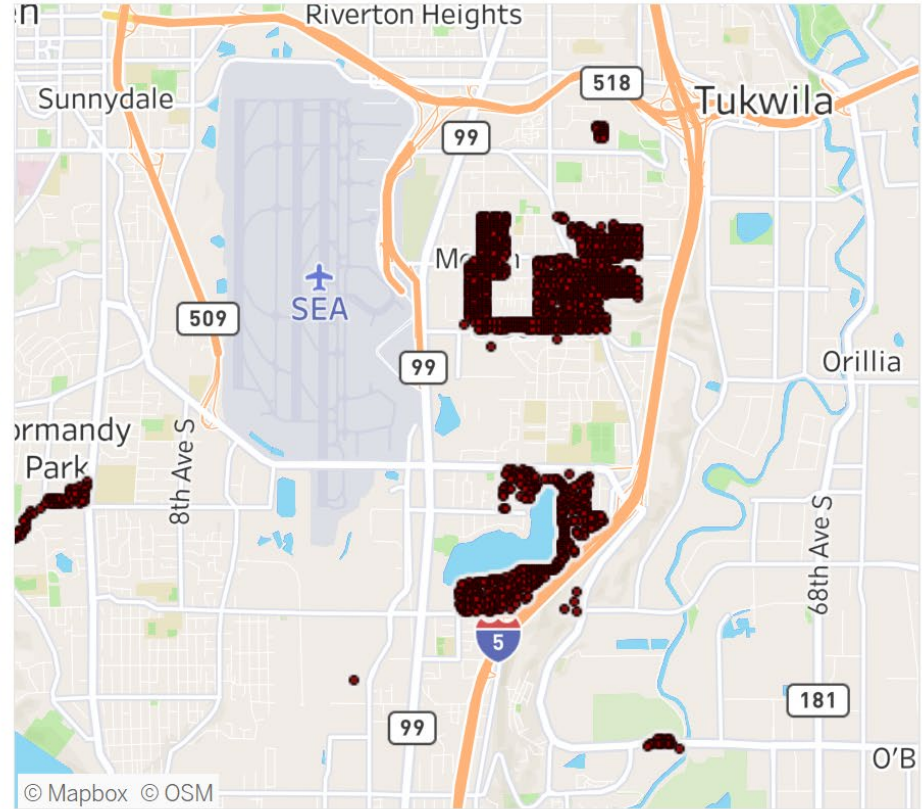 en
Riverton Heights
518
Sunnydale
Tukwila
99
SEA
509
99
Orillia
ormandy
Park
8th Ave S
68th Ave S
5
181
99
O'B
© Mapbox © OSM